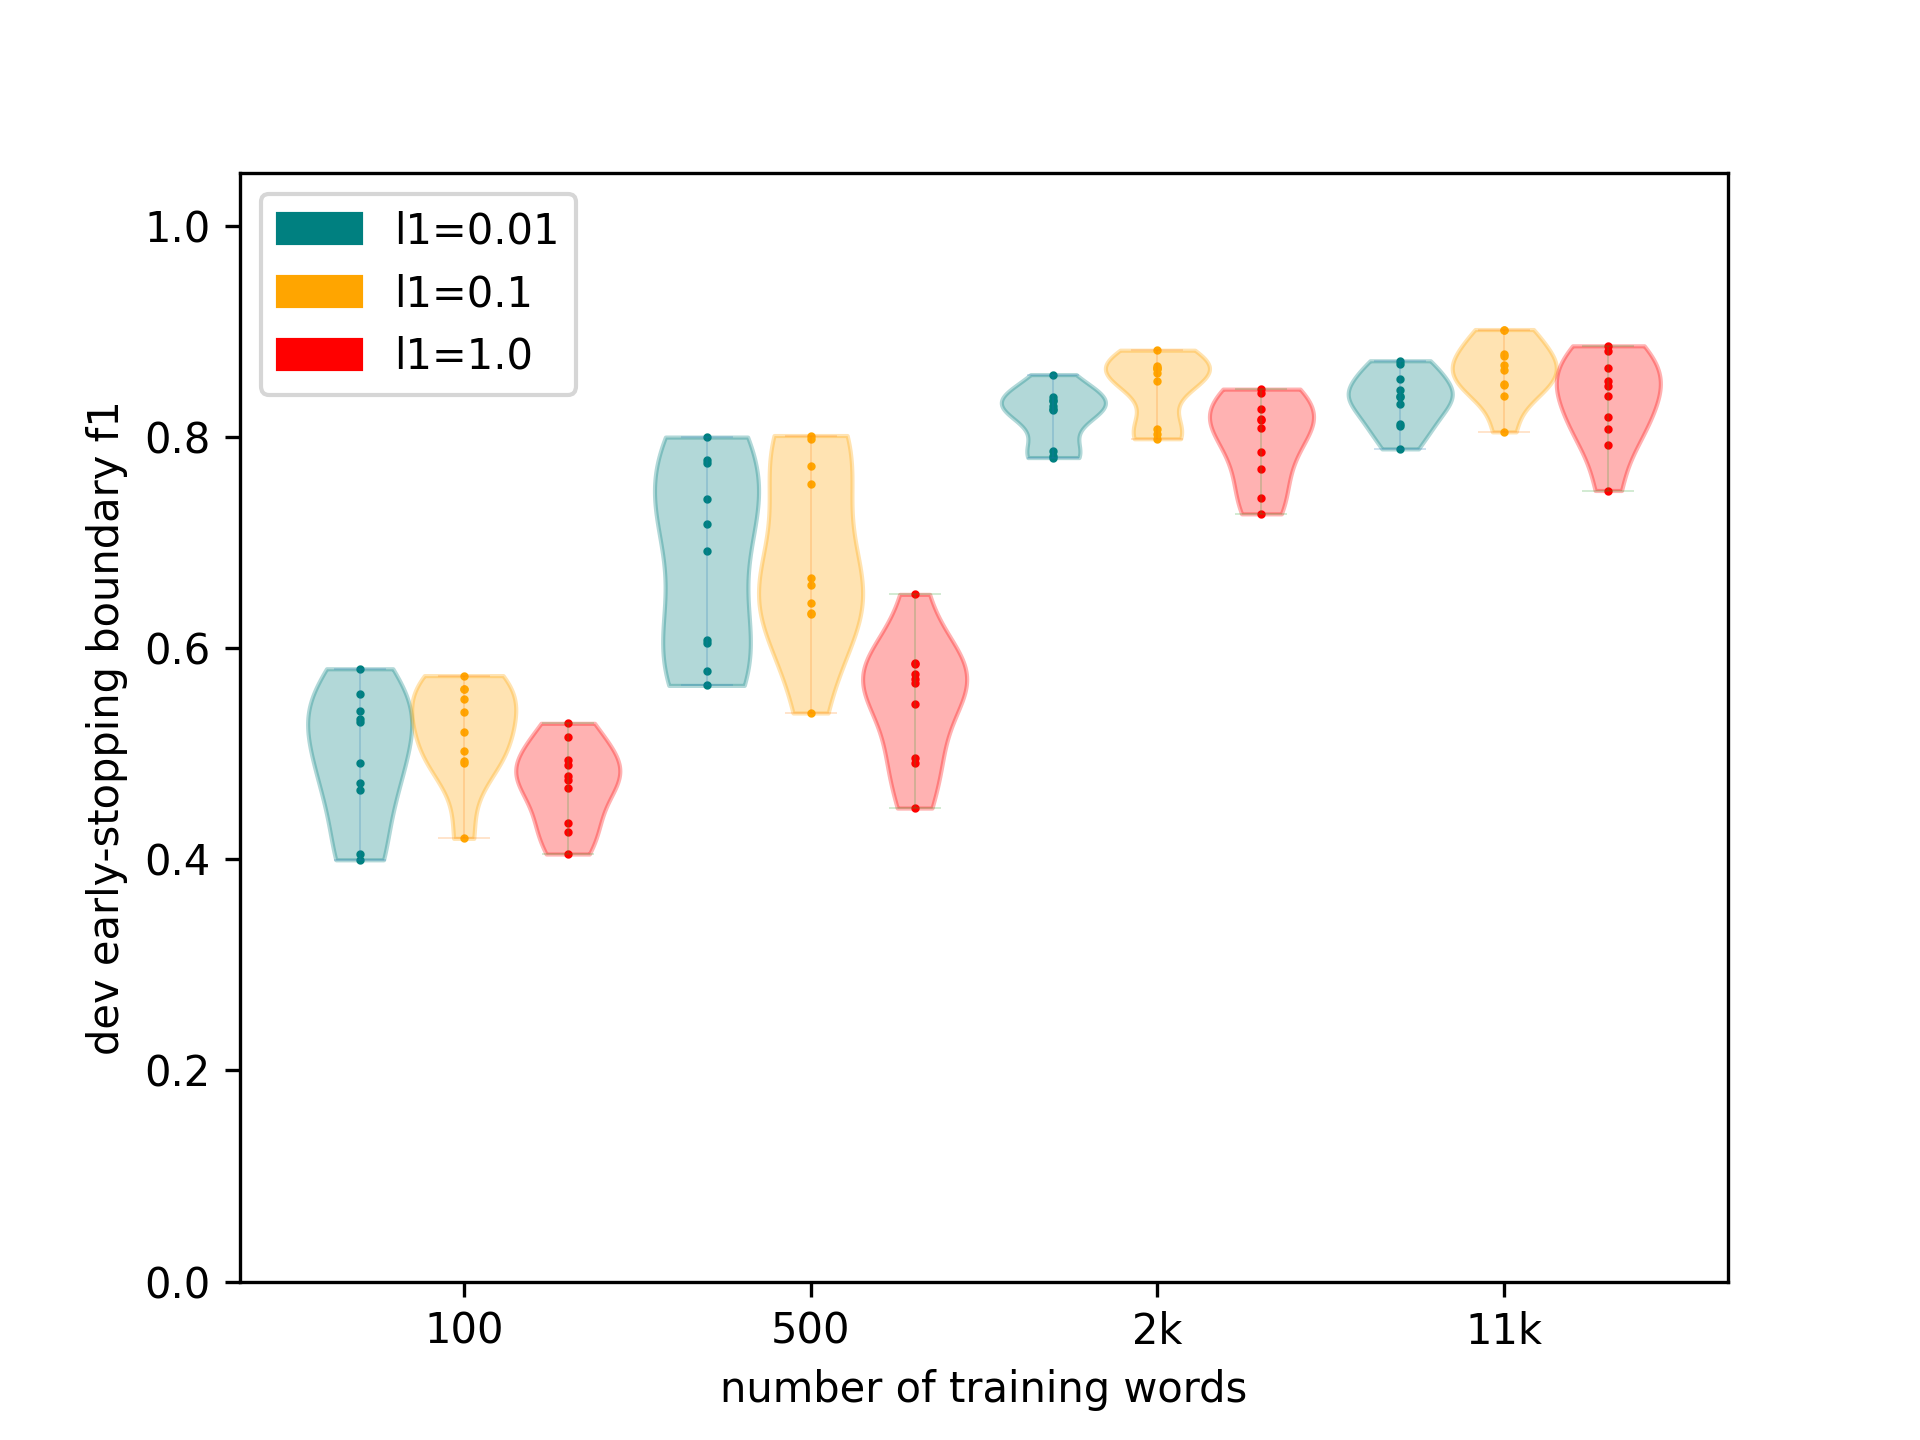 l1=0.01
l1=0.1
l1=1.0
1.0
0.8
0.6
0.4
0.2
0.0
dev early-stopping boundary f1
100 500 2k 11k
number of training words